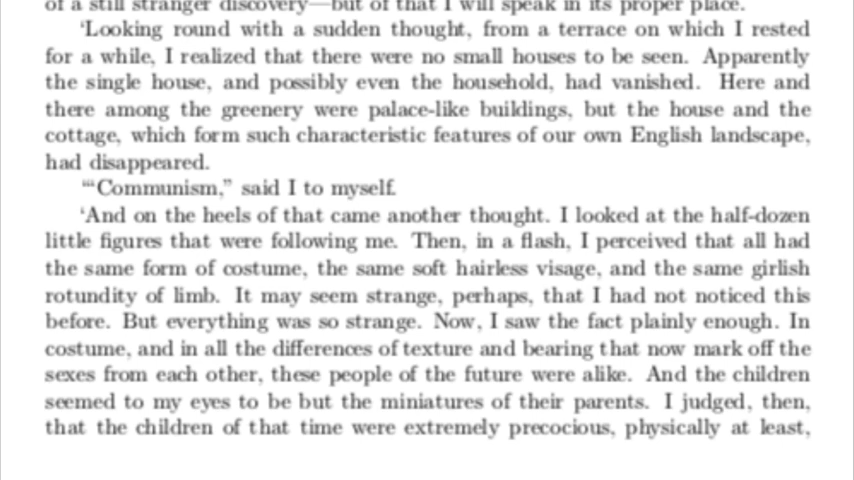 of a still stranger discovery—but of that I will speak in its proper place.
‘Looking round with a sudden thought, from a terrace on which I rested
for a while, I realized that there were no small houses to be seen. Apparently
the single house, and possibly even the household, had vanished. Here and
there among the greenery were palace-like buildings, but the house and the
cottage, which form such characteristic features of our own English landscape,
had disappeared.
‘“Communism,” said I to myself.
‘And on the heels of that came another thought. I looked at the half-dozen
little figures that were following me. Then, in a flash, I perceived that all had
the same form of costume, the same soft hairless visage, and the same girlish
rotundity of limb. It may seem strange, perhaps, that I had not noticed this
before. But everything was so strange. Now, I saw the fact plainly enough. In
costume, and in all the differences of texture and bearing that now mark off the
sexes from each other, these people of the future were alike. And the children
seemed to my eyes to be but the miniatures of their parents. I judged, then,
that the children of that time were extremely precocious, physically at least,